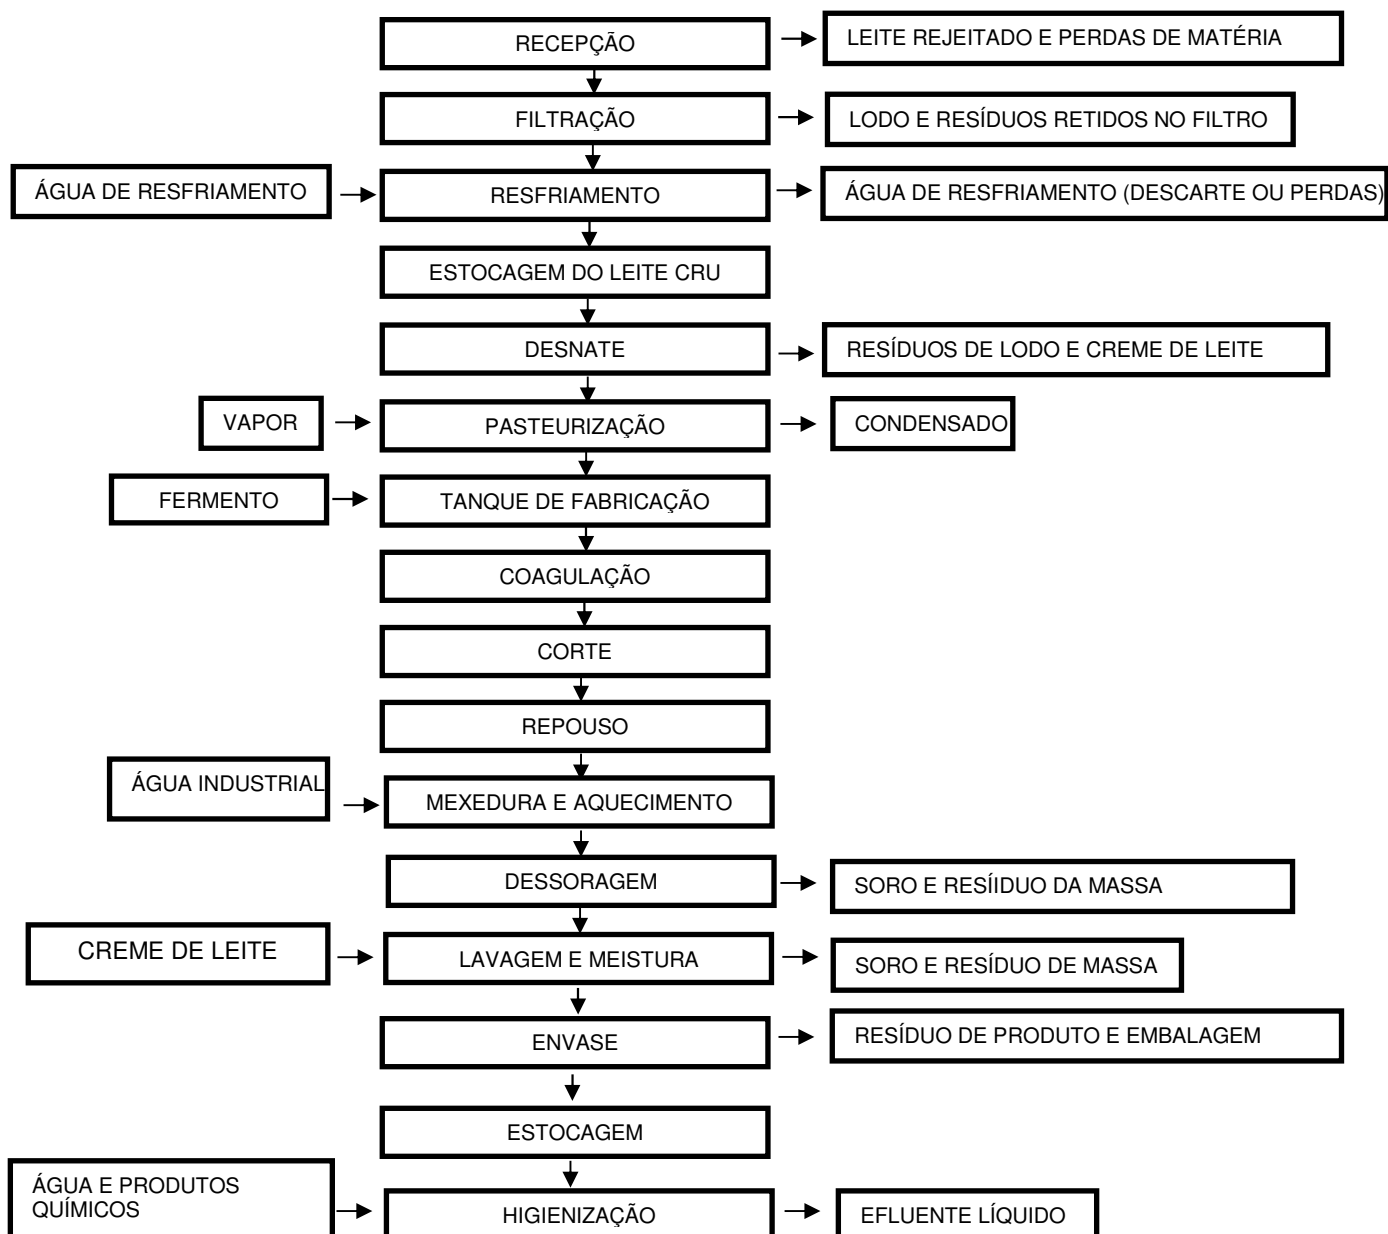 RECEPÇÃO
LEITE REJEITADO E PERDAS DE MATÉRIA
FILTRAÇÃO
LODO E RESÍDUOS RETIDOS NO FILTRO
ÁGUA DE RESFRIAMENTO
RESFRIAMENTO
ÁGUA DE RESFRIAMENTO (DESCARTE OU PERDAS)
ESTOCAGEM DO LEITE CRU
DESNATE
RESÍDUOS DE LODO E CREME DE LEITE
VAPOR
PASTEURIZAÇÃO
CONDENSADO
FERMENTO
TANQUE DE FABRICAÇÃO
COAGULAÇÃO
CORTE
REPOUSO
ÁGUA INDUSTRIAL
MEXEDURA E AQUECIMENTO
DESSORAGEM
SORO E RESÍIDUO DA MASSA
CREME DE LEITE
LAVAGEM E MEISTURA
SORO E RESÍDUO DE MASSA
ENVASE
RESÍDUO DE PRODUTO E EMBALAGEM
ESTOCAGEM
ÁGUA E PRODUTOS
QUÍMICOS
HIGIENIZAÇÃO
EFLUENTE LÍQUIDO